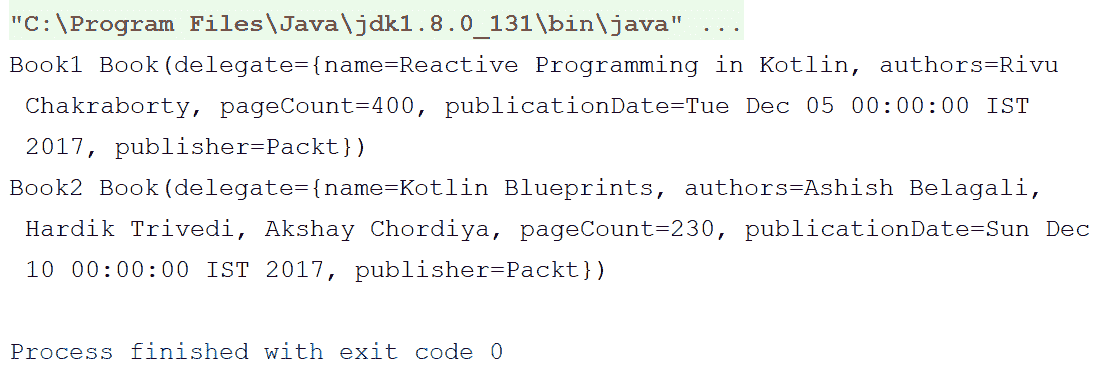 "C:\Program Files\Java\jdk1.8.0_131\bin\java" ...
Book1 Book(delegate={name=Reactive Programming in Kotlin, authors=Rivu
Chakraborty, pageCount=400, publicationDate=Tue Dec 05 00:00:00 IST
2017, publisher=Packt})
Book2 Book(delegate={name=Kotlin Blueprints, authors=Ashish Belagali,
Hardik Trivedi, Akshay Chordiya, pageCount=230, publicationDate=Sun Dec
10 00:00:00 IST 2017, publisher=Packt})
Process finished with exit code 0